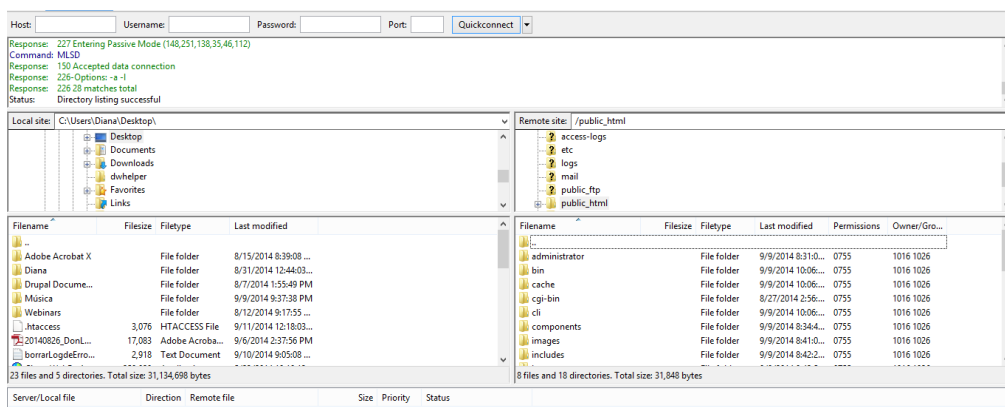 Host: Username: Password: Port: Quickconnect
Response: 227 Entering Passive Mode (148,251,138,35,46,112)
Command: MLSD
Response: 150 Accepted data connection
Response: 226-Options: -a -l
Response: 226 28 matches total
Status: Directory listing successful
Local site: C:\Users\Diana\Desktop\
Desktop
Documents
Downloads
dwhelper
Favorites
Links
Remote site: /public_html
access-logs
etc
logs
mail
public_ftp
public_html
Filename Filesize Filetype Last modified
..
Adobe Acrobat X File folder 8/15/2014 8:39:08 ...
Diana File folder 8/31/2014 12:44:03...
Drupal Docume... File folder 8/7/2014 1:55:49 PM
Música File folder 9/9/2014 9:37:38 PM
Webinars File folder 8/12/2014 9:17:55 ...
.htaccess 3,076 HTACCESS File 9/11/2014 12:18:03...
20140826_DonL... 17,083 Adobe Acroba... 9/6/2014 2:37:56 PM
borrarLogdeErro... 2,918 Text Document 9/10/2014 9:05:08 ...
23 files and 5 directories. Total size: 31,134,698 bytes
Filename Filesize Filetype Last modified Permissions Owner/Gro...
..
administrator File folder 9/9/2014 8:31:0... 0755 1016 1026
bin File folder 9/9/2014 10:06:... 0755 1016 1026
cache File folder 9/9/2014 10:06:... 0755 1016 1026
cgi-bin File folder 8/27/2014 2:56:... 0755 1016 1026
cli File folder 9/9/2014 10:06:... 0755 1016 1026
components File folder 9/9/2014 8:34:4... 0755 1016 1026
images File folder 9/9/2014 8:41:0... 0755 1016 1026
includes File folder 9/9/2014 8:42:2... 0755 1016 1026
8 files and 18 directories. Total size: 31,848 bytes
Server/Local file Direction Remote file Size Priority Status